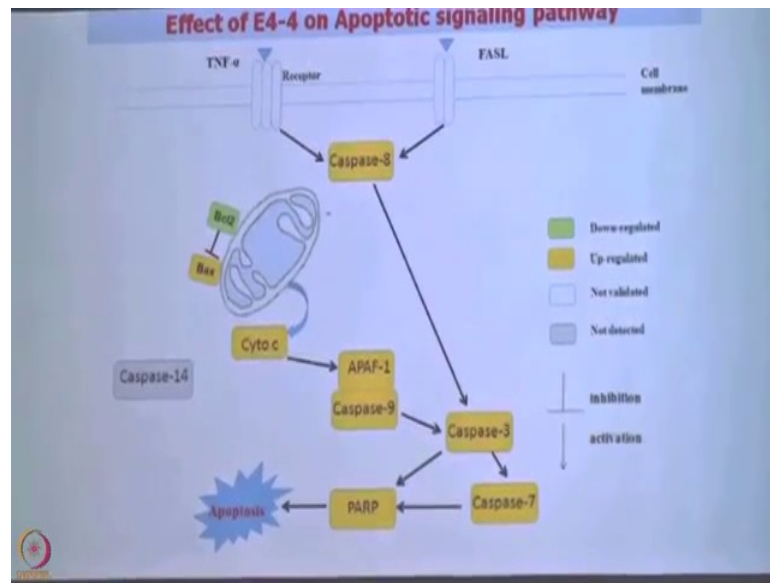 Effect of E4-4 on Apoptotic signaling pathway
TNF-α
FASL
Receptor
Cell
membrane
Caspase-8
Bcl2
Bax
Down-regulated
Up-regulated
Not validated
Not detected
Cyto c
APAF-1
Caspase-14
Caspase-9
inhibition
Caspase-3
activation
Apoptosis
PARP
Caspase-7